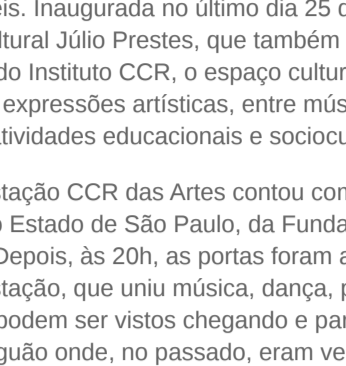 eis. Inaugurada no último dia 25 d
ltural Júlio Prestes, que também
do Instituto CCR, o espaço cultur
expressões artísticas, entre mús
atividades educacionais e sociocu
stação CCR das Artes contou com
o Estado de São Paulo, da Funda
Depois, às 20h, as portas foram a
stação, que uniu música, dança, p
podem ser vistos chegando e par
guão onde, no passado, eram ve